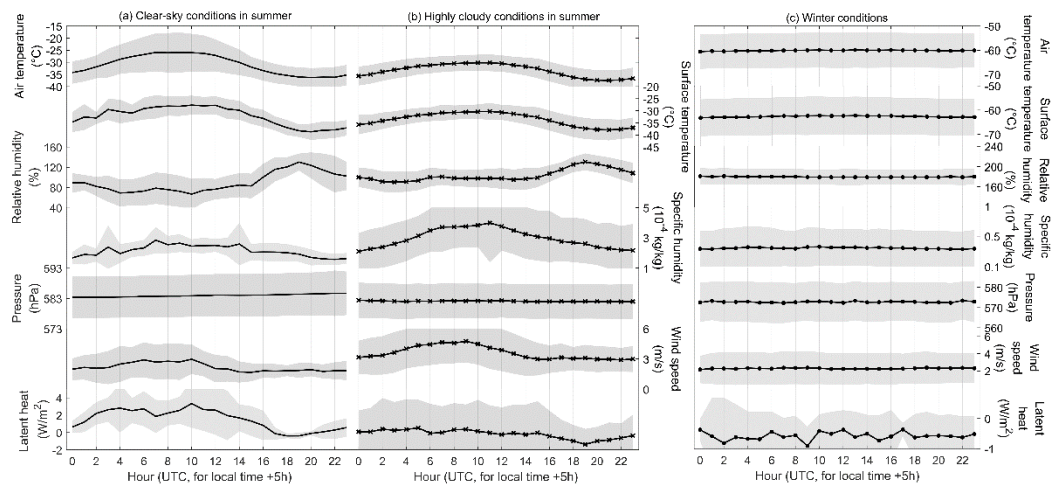 (a) Clear-sky conditions in summer
(b) Highly cloudy conditions in summer
(c) Winter conditions
Air temperature
(°C)
-15
-20
-25
-30
-35
-40
Relative humidity
(%)
160
120
80
40
Pressure
(hPa)
593
583
573
Latent heat
(W/m²)
4
2
0
-2
0 2 4 6 8 10 12 14 16 18 20 22
Hour (UTC, for local time +5h)
Surface temperature
(°C)
-20
-25
-30
-35
-40
-45
Specific humidity
(10⁻⁴ kg/kg)
5
3
1
Wind speed
(m/s)
6
3
0
0 2 4 6 8 10 12 14 16 18 20 22
Hour (UTC, for local time +5h)
Air
temperature
(°C)
-50
-60
-70
Surface
temperature
(°C)
-50
-60
-70
Relative
humidity
(%)
240
200
160
Specific
humidity
(10⁻⁴ kg/kg)
1
0.5
0.1
Pressure
(hPa)
580
570
560
Wind
speed
(m/s)
6
4
2
Latent
heat
(W/m²)
0
-1
0 2 4 6 8 10 12 14 16 18 20 22
Hour (UTC, for local time +5h)